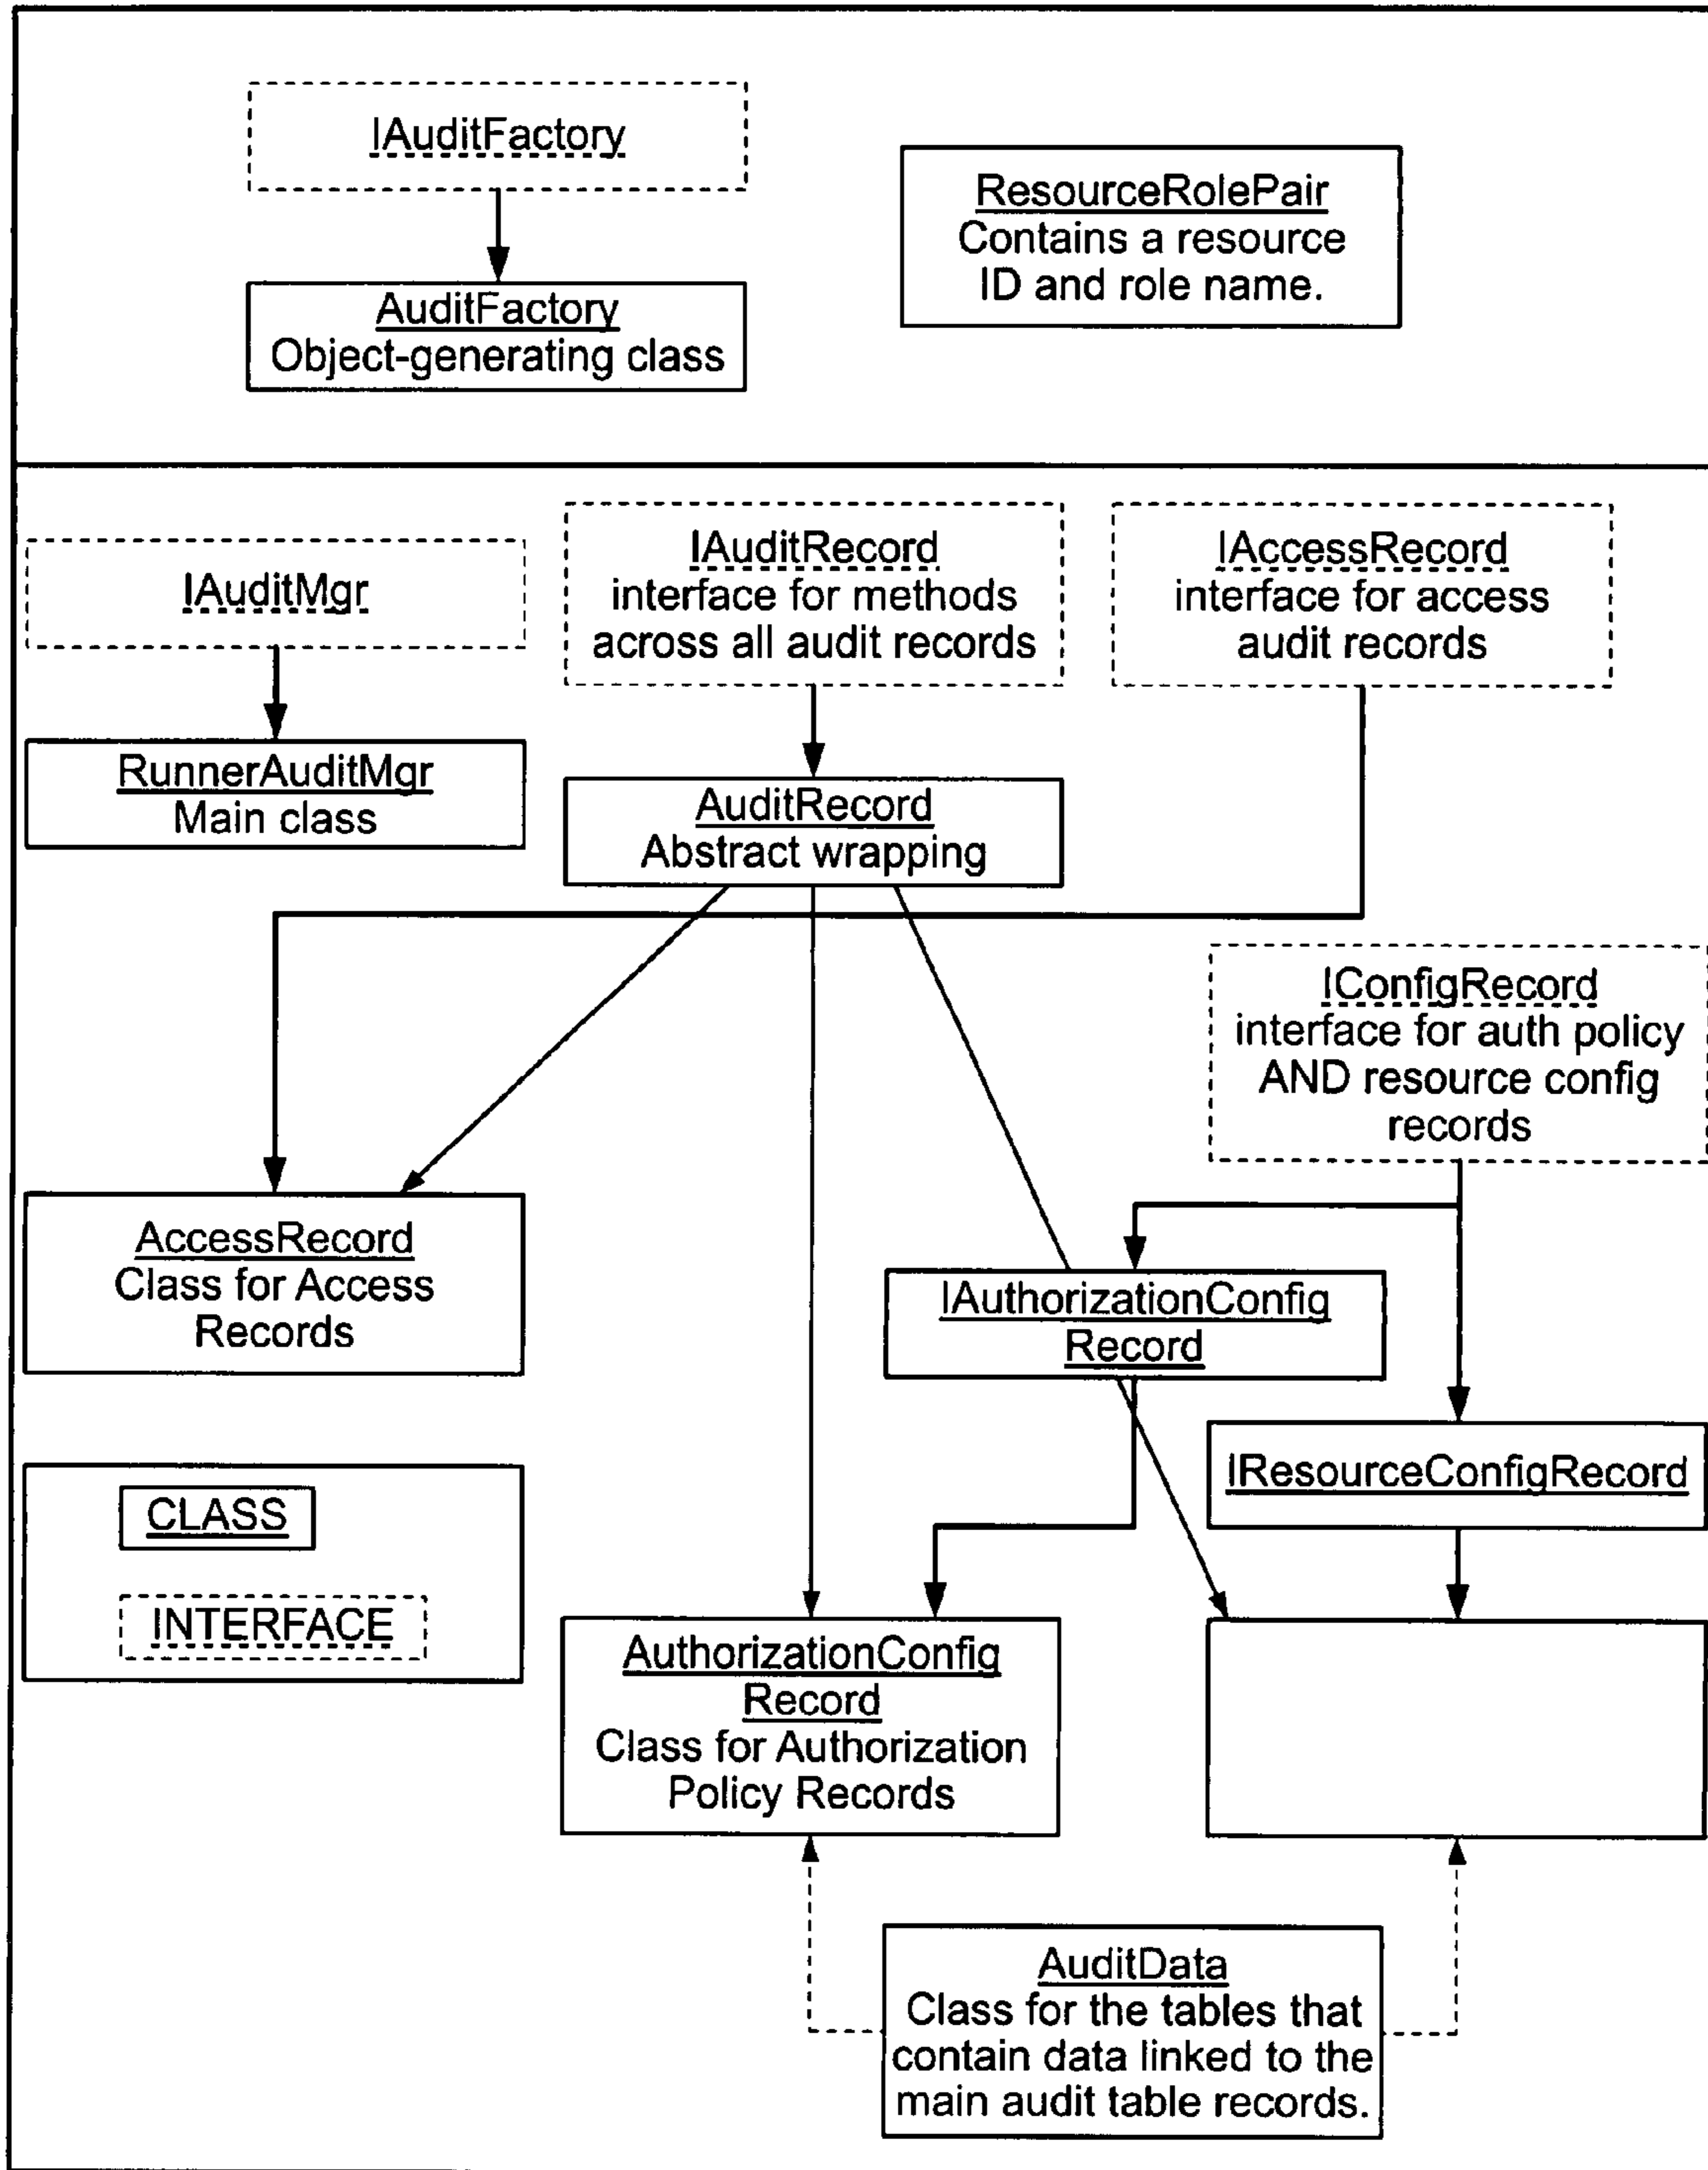 IAuditFactory
AuditFactory
Object-generating class
ResourceRolePair
Contains a resource
ID and role name.
IAuditMgr
RunnerAuditMgr
Main class
IAuditRecord
interface for methods
across all audit records
IAccessRecord
interface for access
audit records
AuditRecord
Abstract wrapping
IConfigRecord
interface for auth policy
AND resource config
records
AccessRecord
Class for Access
Records
IAuthorizationConfig
Record
IResourceConfigRecord
CLASS
INTERFACE
AuthorizationConfig
Record
Class for Authorization
Policy Records
AuditData
Class for the tables that
contain data linked to the
main audit table records.